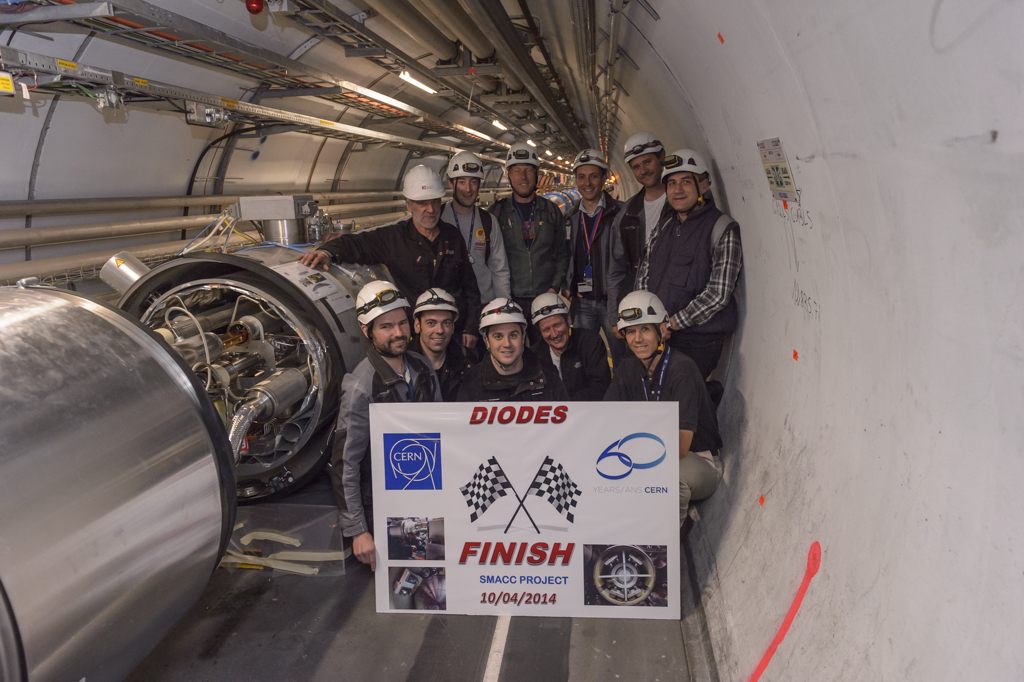 DIODES
CERN
60
YEARS/ANS CERN
FINISH
SMACC PROJECT
10/04/2014